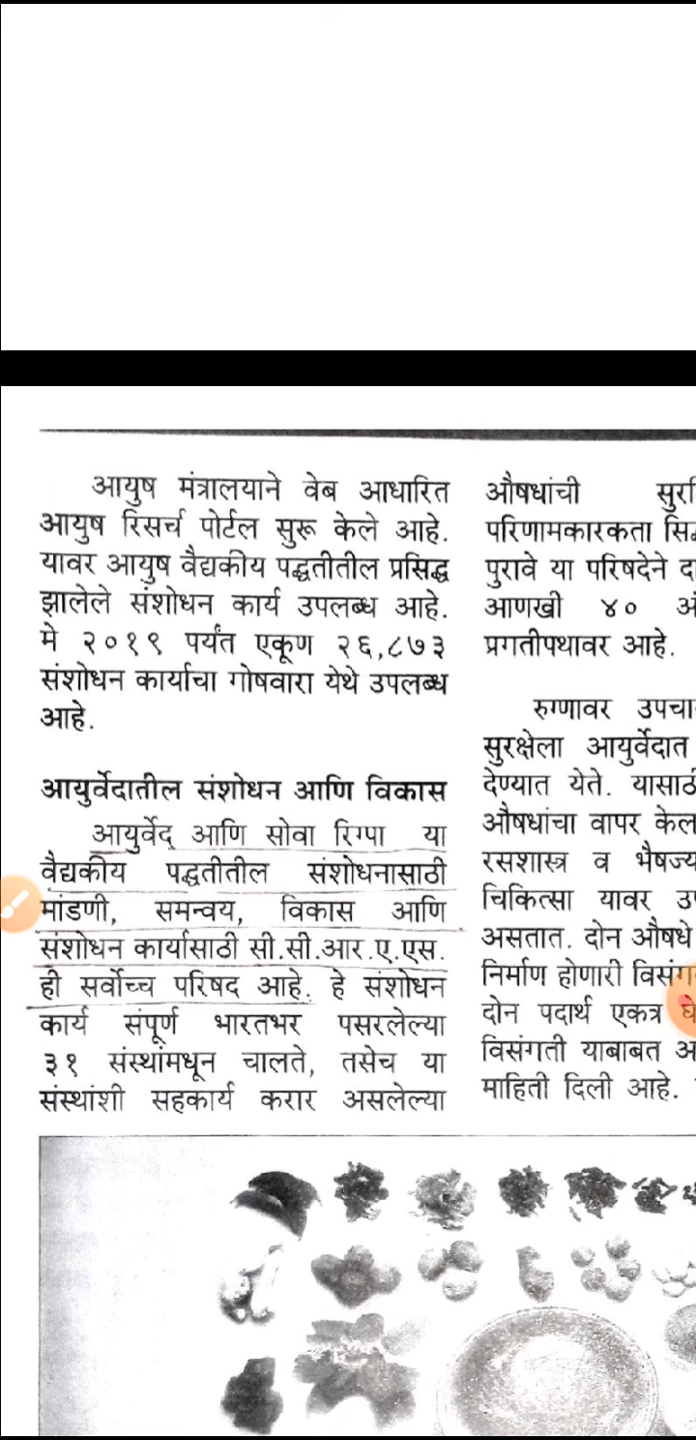 आयुष मंत्रालयाने वेब आधारित
आयुष रिसर्च पोर्टल सुरू केले आहे.
यावर आयुष वैद्यकीय पद्धतीतील प्रसिद्ध
झालेले संशोधन कार्य उपलब्ध आहे.
मे २०१९ पर्यंत एकूण २६,८७३
संशोधन कार्याचा गोषवारा येथे उपलब्ध
आहे.
आयुर्वेदातील संशोधन आणि विकास
आयुर्वेद आणि सोवा रिग्पा या
वैद्यकीय पद्धतीतील संशोधनासाठी
मांडणी, समन्वय, विकास आणि
संशोधन कार्यासाठी सी.सी.आर.ए.एस.
ही सर्वोच्च परिषद आहे. हे संशोधन
कार्य संपूर्ण भारतभर पसरलेल्या
३१ संस्थांमधून चालते, तसेच या
संस्थांशी सहकार्य करार असलेल्या
औषधांची
परिणामकारकता
पुरावे या परिषदेने
आणखी ४०
प्रगतीपथावर आहे.
रुग्णावर
सुरक्षेला आयुर्वेदात
देण्यात येते.
औषधांचा वापर
रसशास्त्र व
चिकित्सा यावर
असतात. दोन औषधे
निर्माण होणारी
दोन पदार्थ एकत्र
विसंगती याबाबत
माहिती दिली आहे.